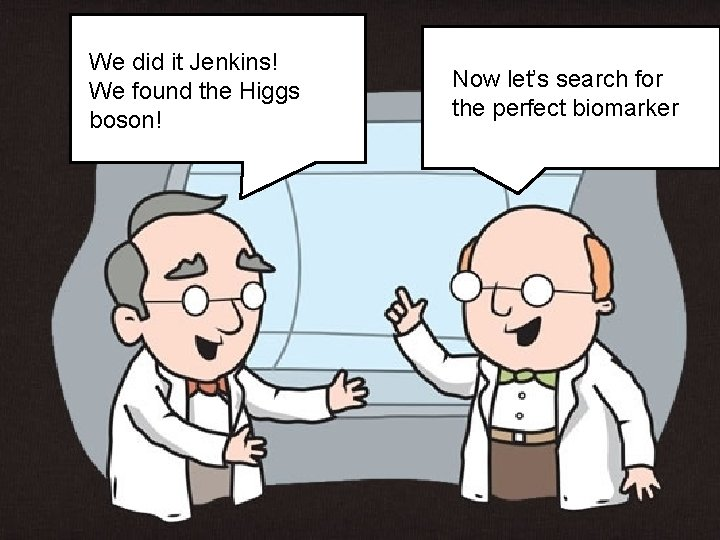 We did it Jenkins!
We found the Higgs
boson!
Now let's search for
the perfect biomarker